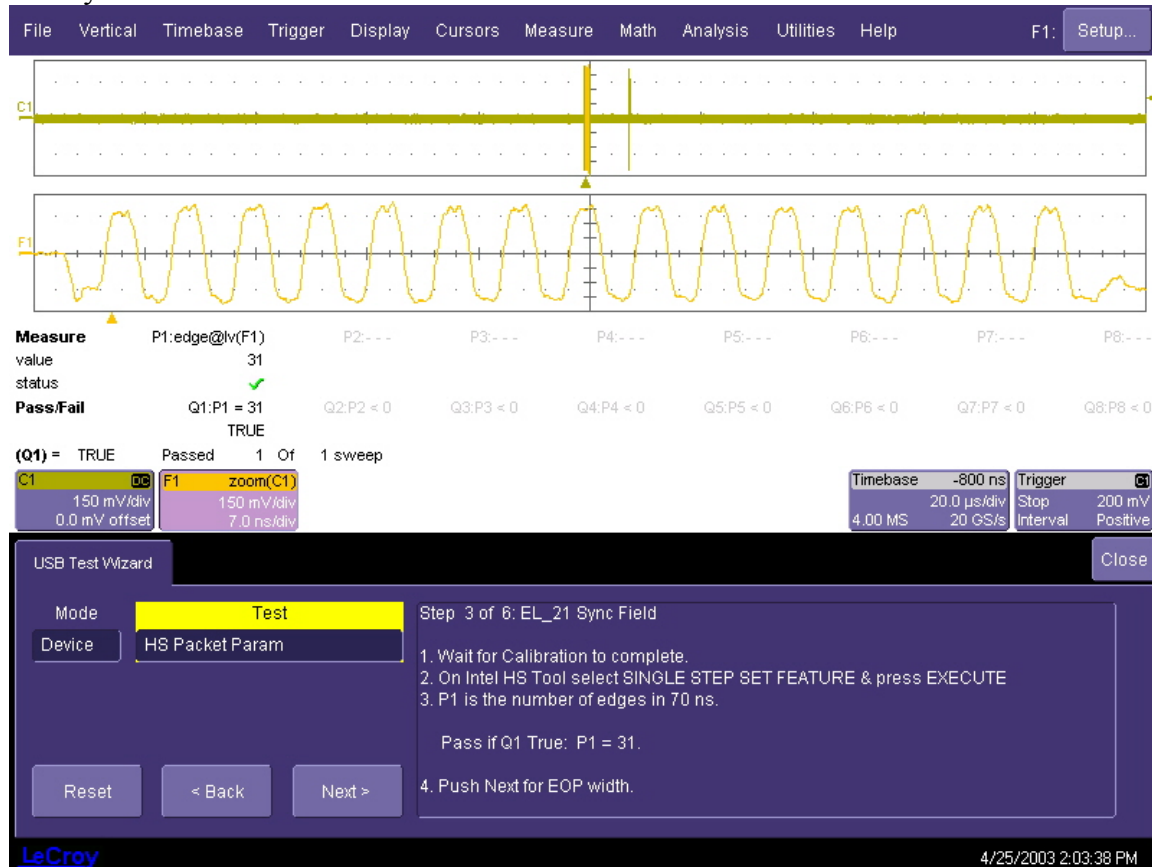 File Vertical Timebase Trigger Display Cursors Measure Math Analysis Utilities Help F1: Setup...
C1
F1
Measure P1:edge@lv(F1) P2:- - - P3:- - - P4:- - - P5:- - - P6:- - - P7:- - - P8:- - -
value 31
status
Pass/Fail Q1:P1 = 31 Q2:P2 < 0 Q3:P3 < 0 Q4:P4 < 0 Q5:P5 < 0 Q6:P6 < 0 Q7:P7 < 0 Q8:P8 < 0
TRUE
(Q1) = TRUE Passed 1 Of 1 sweep
C1 DC F1 zoom(C1) Timebase -800 ns Trigger C1
150 mV/div 150 mV/div 20.0 µs/div Stop 200 mV
0.0 mV offset 7.0 ns/div 4.00 MS 20 GS/s Interval Positive
USB Test Wizard Close
Mode Test
Device HS Packet Param
Step 3 of 6: EL_21 Sync Field
1. Wait for Calibration to complete.
2. On Intel HS Tool select SINGLE STEP SET FEATURE & press EXECUTE
3. P1 is the number of edges in 70 ns.
Pass if Q1 True: P1 = 31.
4. Push Next for EOP width.
Reset < Back Next >
LeCroy 4/25/2003 2:03:38 PM